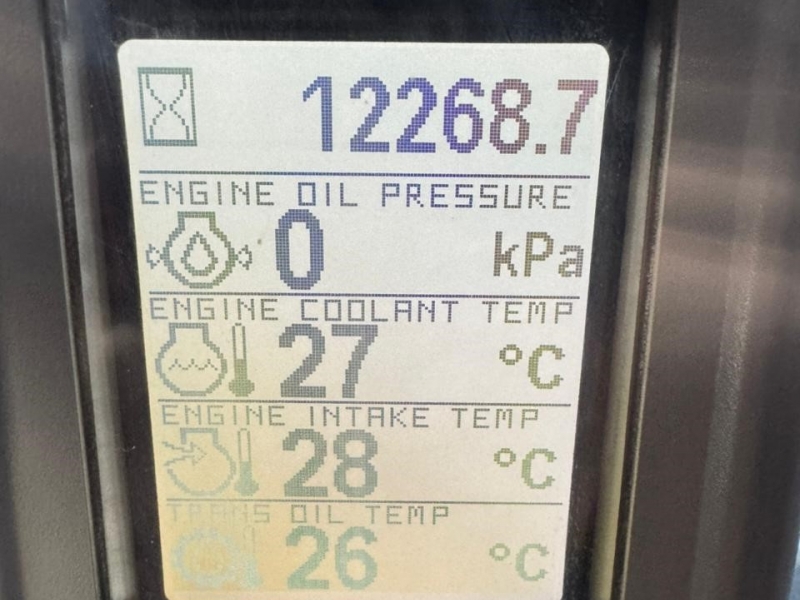 12268.7
ENGINE OIL PRESSURE
0 kPa
ENGINE COOLANT TEMP
27 °C
ENGINE INTAKE TEMP
28 °C
TRANS OIL TEMP
26 °C